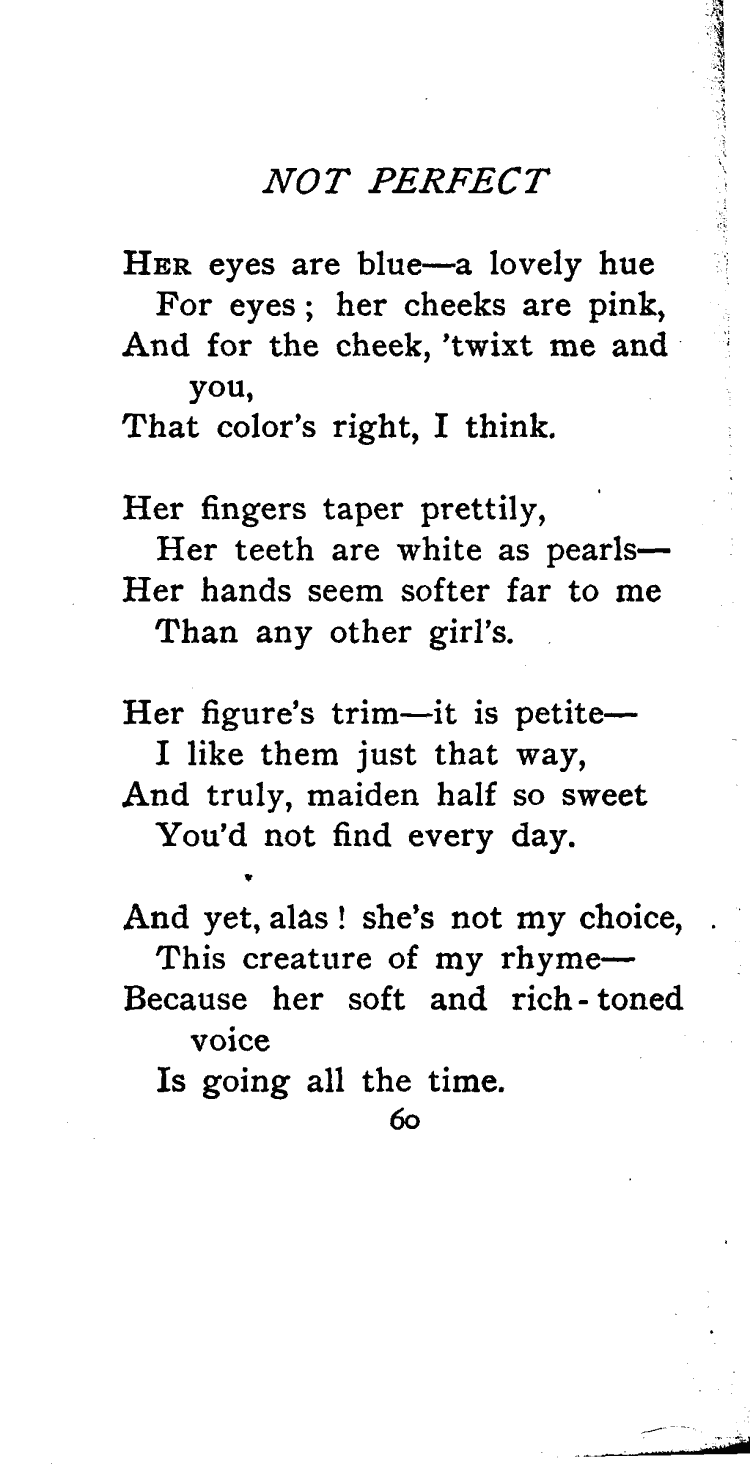 NOT PERFECT
HER eyes are blue—a lovely hue
For eyes ; her cheeks are pink,
And for the cheek, 'twixt me and
you,
That color's right, I think.
Her fingers taper prettily,
Her teeth are white as pearls—
Her hands seem softer far to me
Than any other girl's.
Her figure's trim—it is petite—
I like them just that way,
And truly, maiden half so sweet
You'd not find every day.
And yet, alas ! she's not my choice,
This creature of my rhyme—
Because her soft and rich-toned
voice
Is going all the time.
60